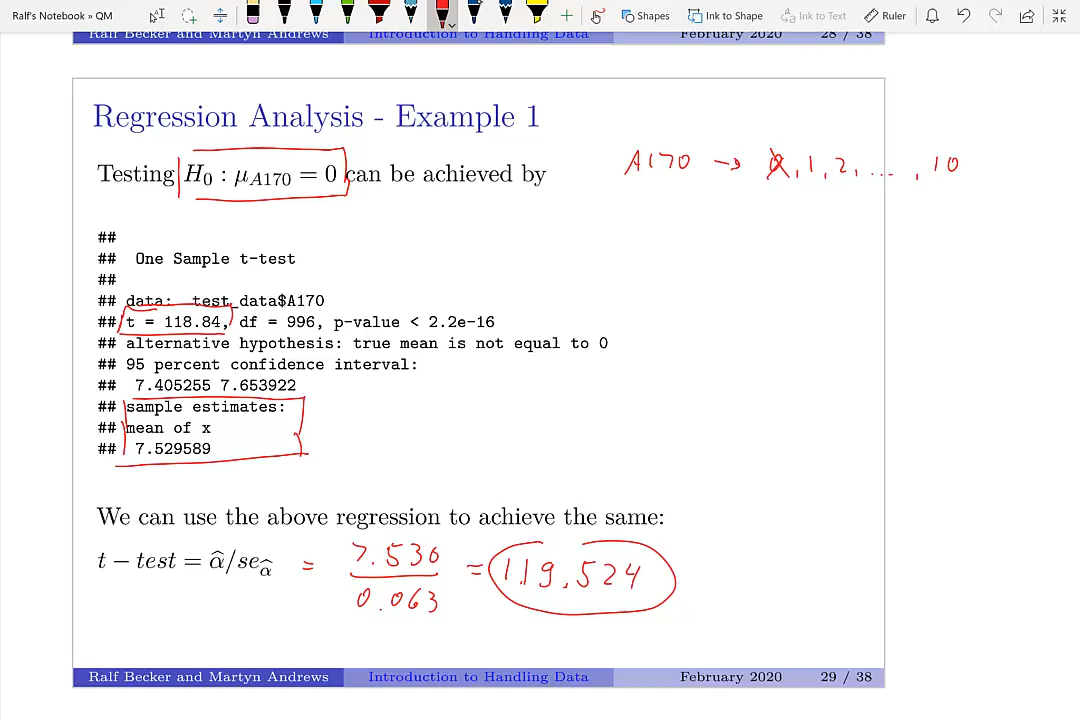 Ralf's Notebook » QM
Shapes
Ink to Shape
Ink to Text
Ruler
Ralf Becker and Martyn Andrews Introduction to Handling Data February 2020 28 / 38
Regression Analysis - Example 1
Testing H₀ : μ_A170 = 0 can be achieved by
A170 → 0, 1, 2, ... , 10
##
## One Sample t-test
##
## data: test_data$A170
## t = 118.84, df = 996, p-value < 2.2e-16
## alternative hypothesis: true mean is not equal to 0
## 95 percent confidence interval:
## 7.405255 7.653922
## sample estimates:
## mean of x
## 7.529589
We can use the above regression to achieve the same:
t − test = α̂/se_α̂ = 7.530 / 0.063 = 119.524
Ralf Becker and Martyn Andrews Introduction to Handling Data February 2020 29 / 38